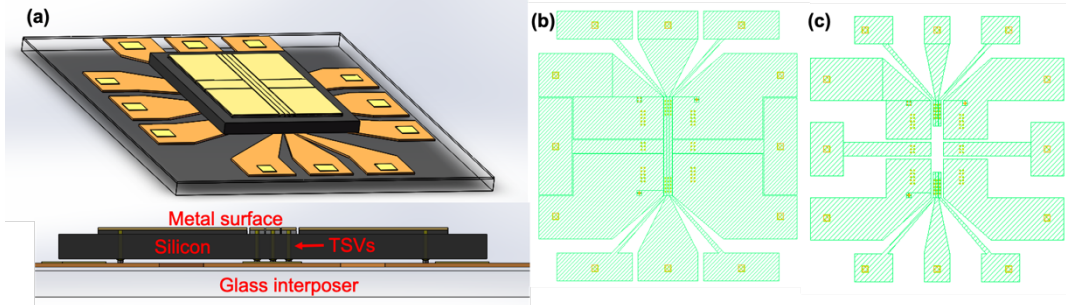 (a)
(b)
(c)
Metal surface
Silicon
TSVs
Glass interposer